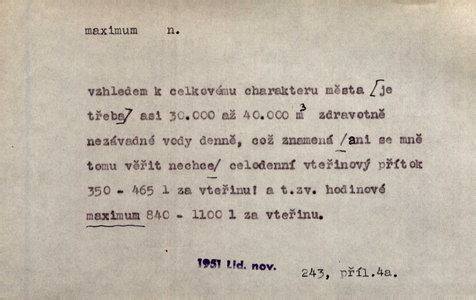 maximum n.
vzhledem k celkovému charakteru města /je
třeba/ asi 30.000 až 40.000 m³ zdravotně
nezávadné vody denně, což znamená /ani se mně
tomu věřit nechce/ celodenní vteřinový přítok
350 - 465 l za vteřinu! a t.zv. hodinové
maximum 840 - 1100 l za vteřinu.
1951 Lid. nov.
243, příl.4a.